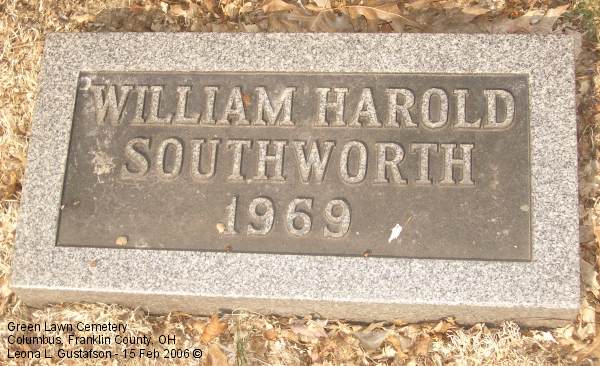 WILLIAM HAROLD
SOUTHWORTH
1969
Green Lawn Cemetery
Columbus, Franklin County, OH
Leona L. Gustafson - 15 Feb 2006 ©